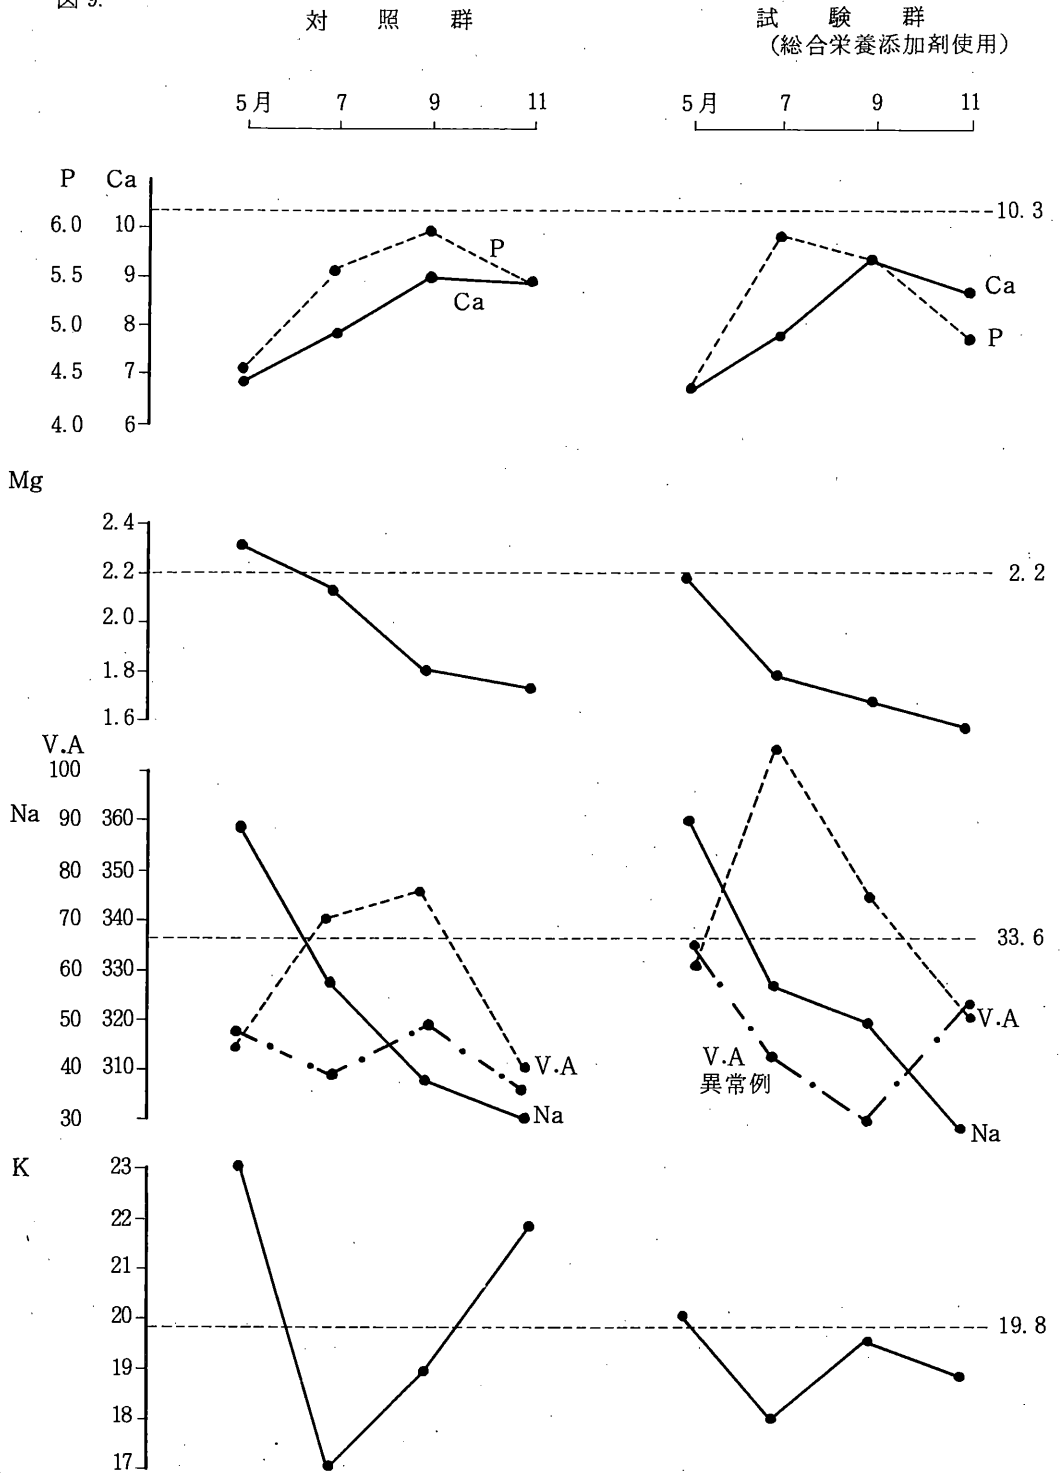 図 9.
対 照 群
試 験 群
(総合栄養添加剤使用)
5月 7 9 11
5月 7 9 11
P Ca
6.0 10
5.5 9
5.0 8
4.5 7
4.0 6
10.3
P
Ca
Ca
P
Mg
2.4
2.2
2.0
1.8
1.6
2.2
V.A
100
Na 90 360
80 350
70 340
60 330
50 320
40 310
30
33.6
V.A
Na
V.A
異常例
V.A
Na
K
23
22
21
20
19
18
17
19.8